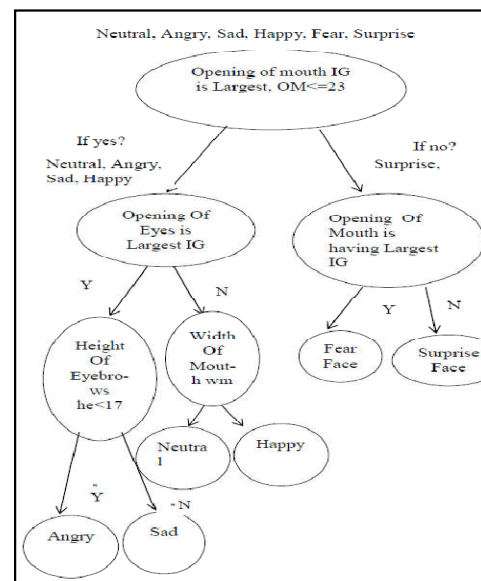 Neutral, Angry, Sad, Happy, Fear, Surprise
Opening of mouth IG
is Largest, OM<=23
If yes?
Neutral, Angry,
Sad, Happy
If no?
Surprise,
Opening Of
Eyes is
Largest IG
Opening Of
Mouth is
having Largest
IG
Y
N
Y
N
Height
Of
Eyebro-
ws
he<17
Width
Of
Mout-
h wm
Fear
Face
Surprise
Face
Neutra
l
Happy
Y
N
Angry
Sad